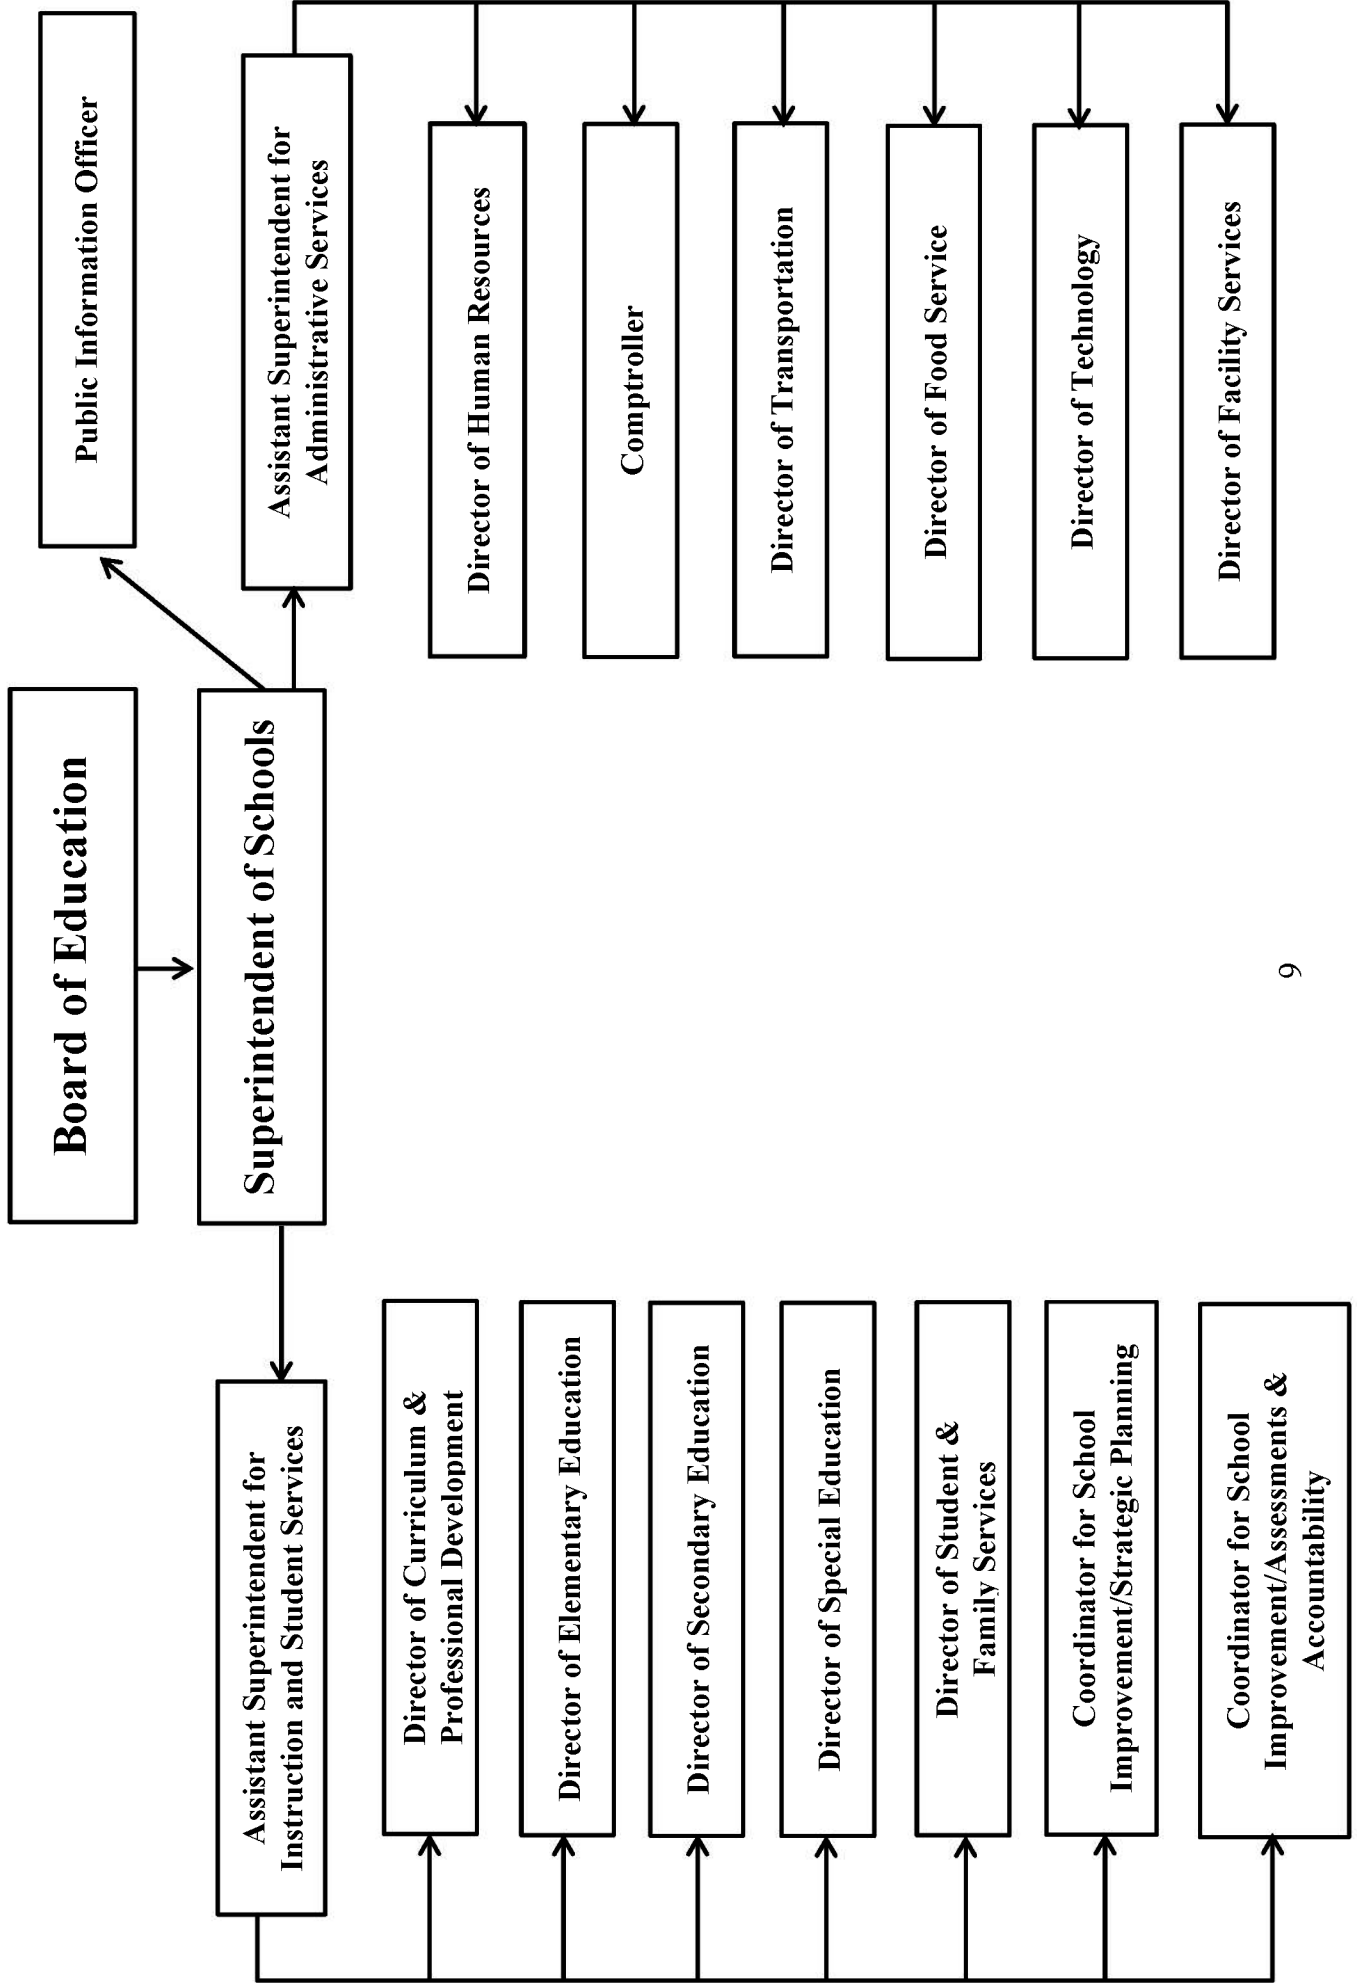 Board of Education
Public Information Officer
Superintendent of Schools
Assistant Superintendent for
Instruction and Student Services
Assistant Superintendent for
Administrative Services
Director of Curriculum &
Professional Development
Director of Elementary Education
Director of Secondary Education
Director of Special Education
Director of Student &
Family Services
Coordinator for School
Improvement/Strategic Planning
Coordinator for School
Improvement/Assessments &
Accountability
Director of Human Resources
Comptroller
Director of Transportation
Director of Food Service
Director of Technology
Director of Facility Services
9